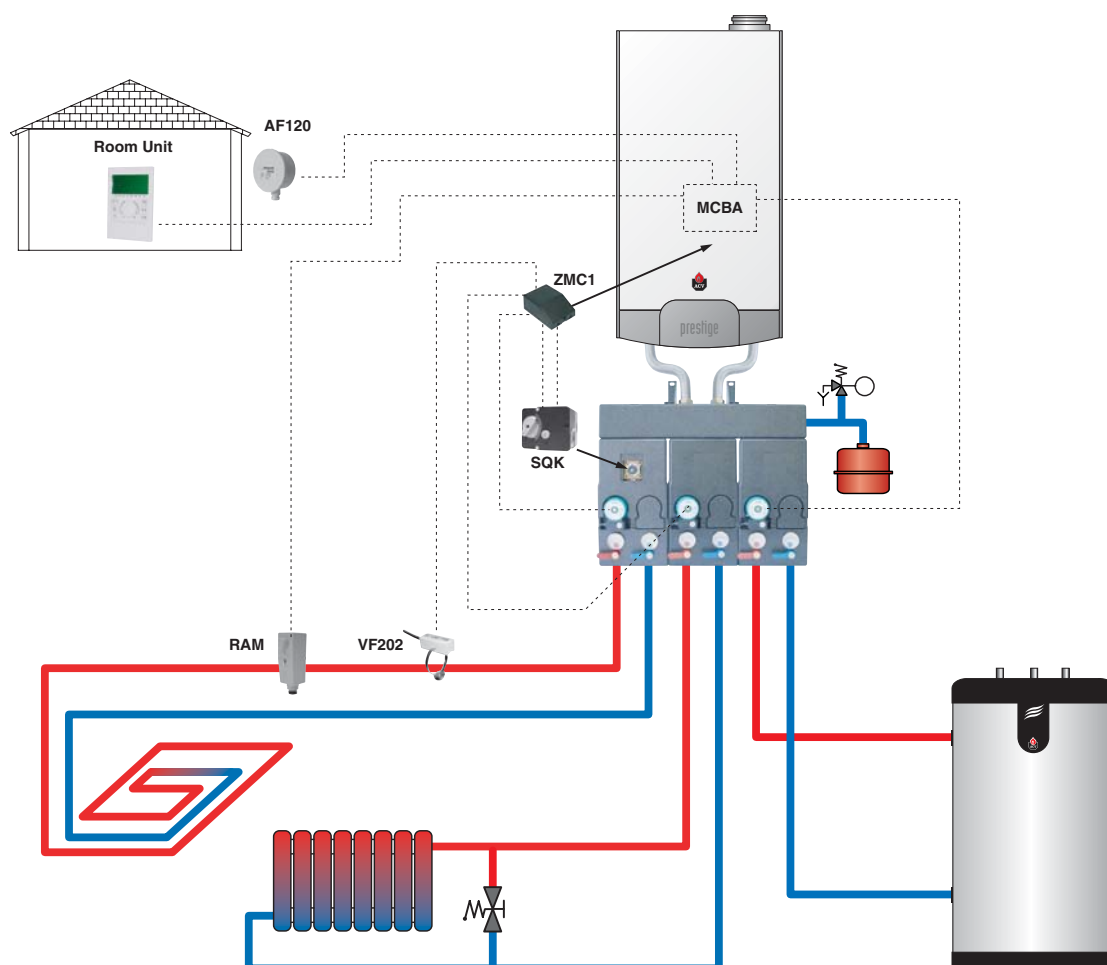 AF120
Room Unit
MCBA
ZMC1
ACV
prestige
SQK
RAM
VF202